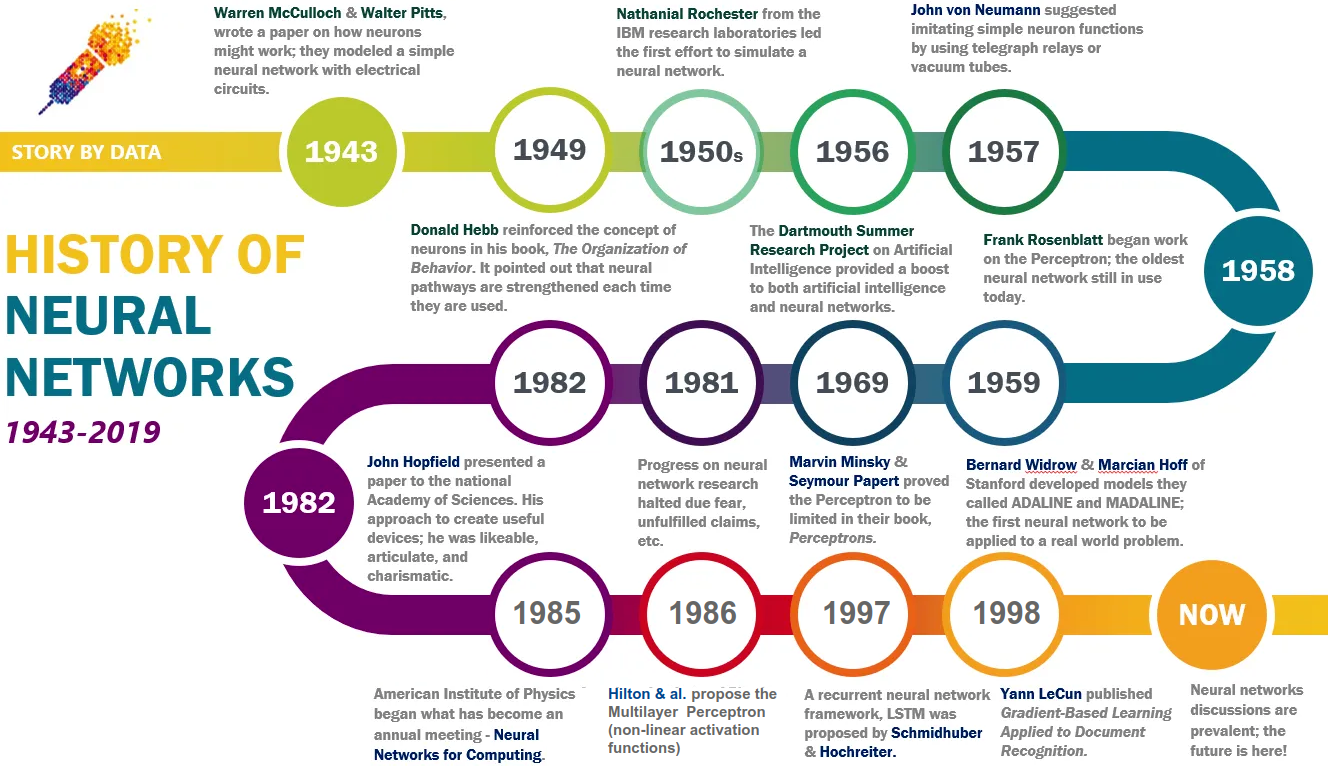 Warren McCulloch & Walter Pitts,
wrote a paper on how neurons
might work; they modeled a simple
neural network with electrical
circuits.
Nathanial Rochester from the
IBM research laboratories led
the first effort to simulate a
neural network.
John von Neumann suggested
imitating simple neuron functions
by using telegraph relays or
vacuum tubes.
STORY BY DATA
1943
1949
1950s
1956
1957
HISTORY OF
NEURAL
NETWORKS
1943-2019
Donald Hebb reinforced the concept of
neurons in his book, The Organization of
Behavior. It pointed out that neural
pathways are strengthened each time
they are used.
The Dartmouth Summer
Research Project on Artificial
Intelligence provided a boost
to both artificial intelligence
and neural networks.
Frank Rosenblatt began work
on the Perceptron; the oldest
neural network still in use
today.
1958
1982
1981
1969
1959
1982
John Hopfield presented a
paper to the national
Academy of Sciences. His
approach to create useful
devices; he was likeable,
articulate, and
charismatic.
Progress on neural
network research
halted due fear,
unfulfilled claims,
etc.
Marvin Minsky &
Seymour Papert proved
the Perceptron to be
limited in their book,
Perceptrons.
Bernard Widrow & Marcian Hoff of
Stanford developed models they
called ADALINE and MADALINE;
the first neural network to be
applied to a real world problem.
1985
1986
1997
1998
NOW
American Institute of Physics
began what has become an
annual meeting - Neural
Networks for Computing.
Hilton & al. propose the
Multilayer Perceptron
(non-linear activation
functions)
A recurrent neural network
framework, LSTM was
proposed by Schmidhuber
& Hochreiter.
Yann LeCun published
Gradient-Based Learning
Applied to Document
Recognition.
Neural networks
discussions are
prevalent; the
future is here!